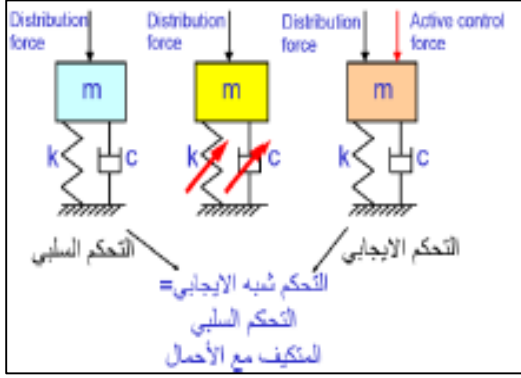 Distribution
force
Distribution
force
Distribution
force
Active control
force
m
m
m
k
c
k
c
k
c
التحكم السلبي
التحكم الايجابي
التحكم شبه الايجابي=
التحكم السلبي
المتكيف مع الأحمال